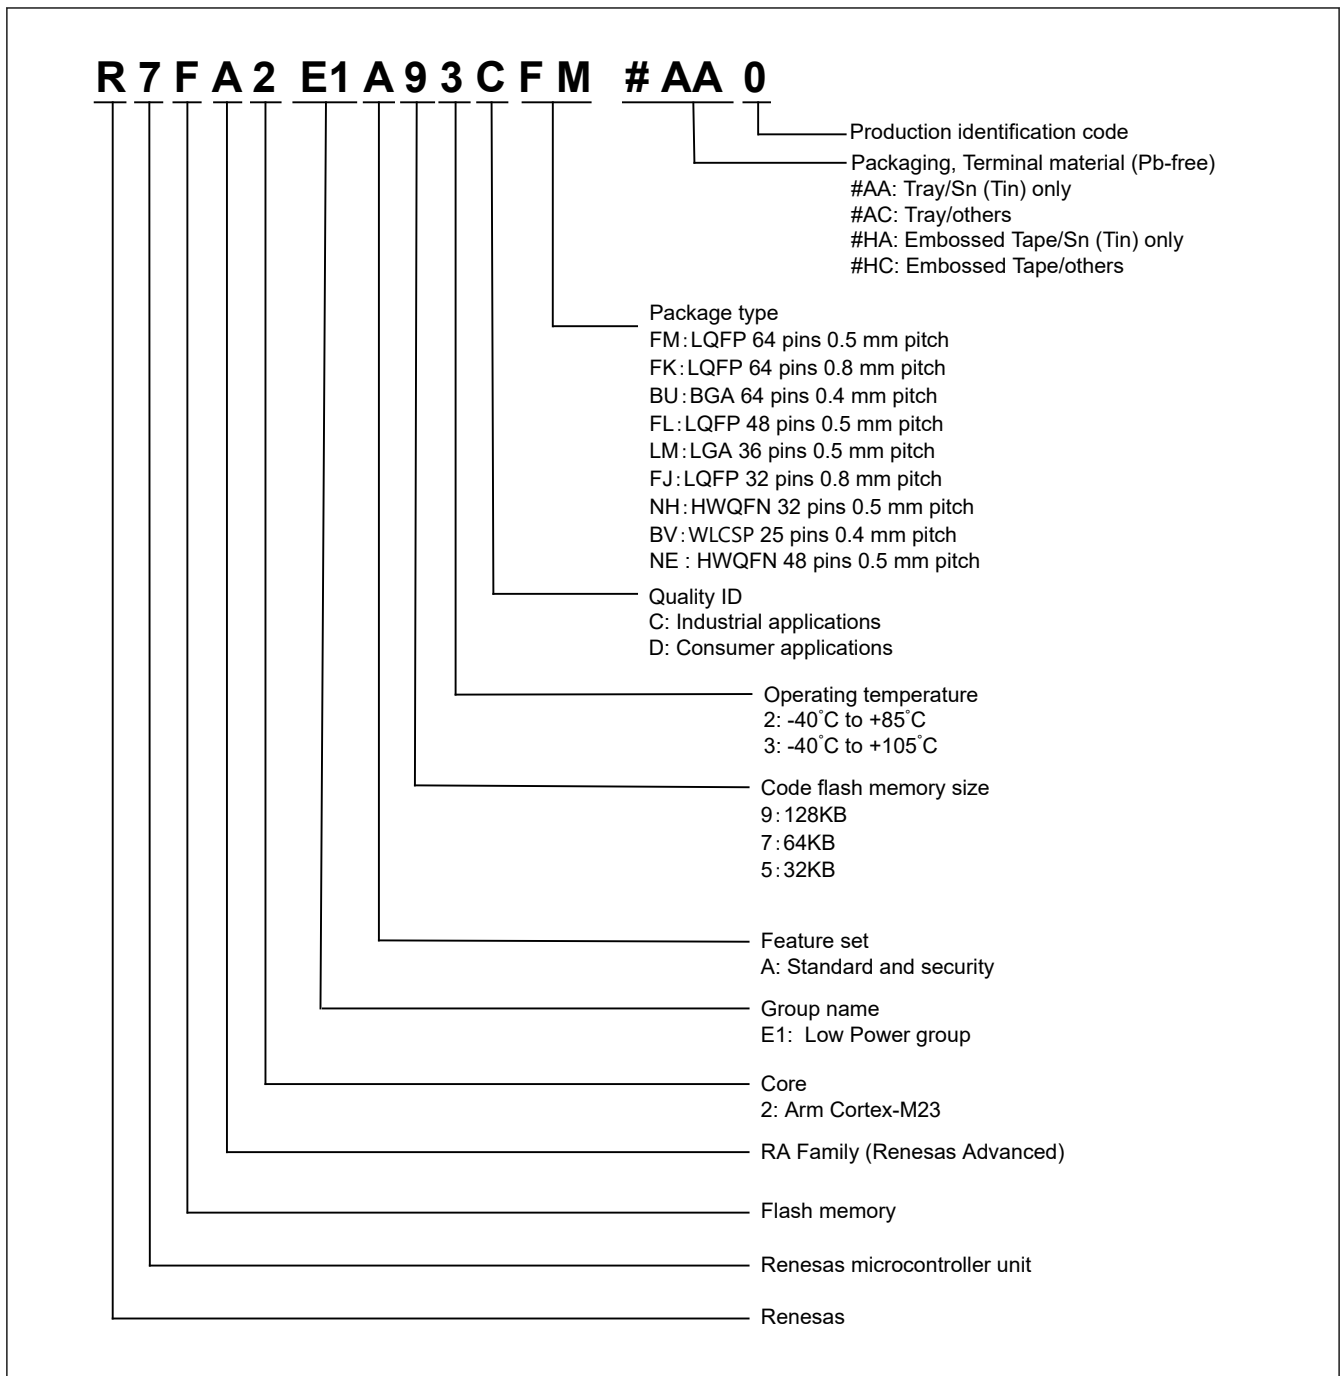 R 7 F A 2 E1 A 9 3 C F M # AA 0
Production identification code
Packaging, Terminal material (Pb-free)
#AA: Tray/Sn (Tin) only
#AC: Tray/others
#HA: Embossed Tape/Sn (Tin) only
#HC: Embossed Tape/others
Package type
FM:LQFP 64 pins 0.5 mm pitch
FK:LQFP 64 pins 0.8 mm pitch
BU:BGA 64 pins 0.4 mm pitch
FL:LQFP 48 pins 0.5 mm pitch
LM:LGA 36 pins 0.5 mm pitch
FJ:LQFP 32 pins 0.8 mm pitch
NH:HWQFN 32 pins 0.5 mm pitch
BV:WLCSP 25 pins 0.4 mm pitch
NE : HWQFN 48 pins 0.5 mm pitch
Quality ID
C: Industrial applications
D: Consumer applications
Operating temperature
2: -40°C to +85°C
3: -40°C to +105°C
Code flash memory size
9:128KB
7:64KB
5:32KB
Feature set
A: Standard and security
Group name
E1:  Low Power group
Core
2: Arm Cortex-M23
RA Family (Renesas Advanced)
Flash memory
Renesas microcontroller unit
Renesas